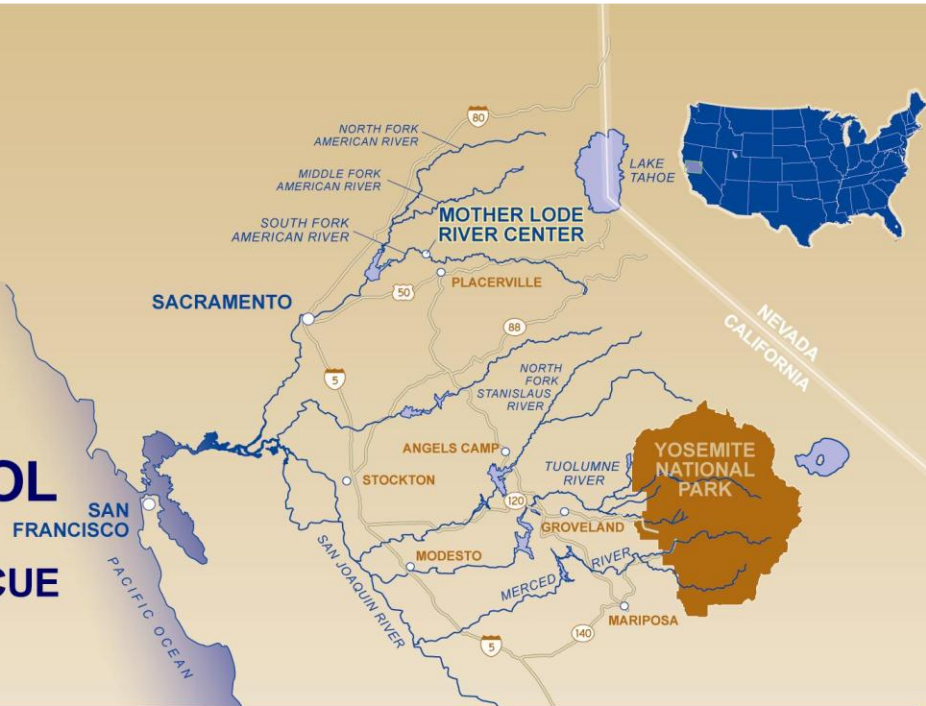 80
NORTH FORK
AMERICAN RIVER
LAKE
TAHOE
MIDDLE FORK
AMERICAN RIVER
MOTHER LODE
RIVER CENTER
SOUTH FORK
AMERICAN RIVER
PLACERVILLE
50
SACRAMENTO
88
NEVADA
CALIFORNIA
5
NORTH
FORK
STANISLAUS
RIVER
ANGELS CAMP
YOSEMITE
NATIONAL
PARK
TUOLUMNE
RIVER
STOCKTON
OL
120
SAN
FRANCISCO
GROVELAND
MODESTO
SAN JOAQUIN RIVER
CUE
MERCED RIVER
PACIFIC OCEAN
MARIPOSA
140
5